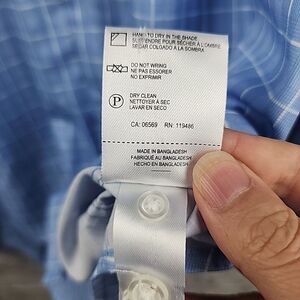 HANG TO DRY IN THE SHADE
SUSPENDRE POUR SÉCHER À L'OMBRE
SECAR COLGADO A LA SOMBRA
DO NOT WRING
NE PAS ESSORER
NO EXPRIMIR
P
DRY CLEAN
NETTOYER À SEC
LAVAR EN SECO
CA: 06569 RN: 119486
MADE IN BANGLADESH
FABRIQUÉ AU BANGLADESH
HECHO EN BANGLADESH